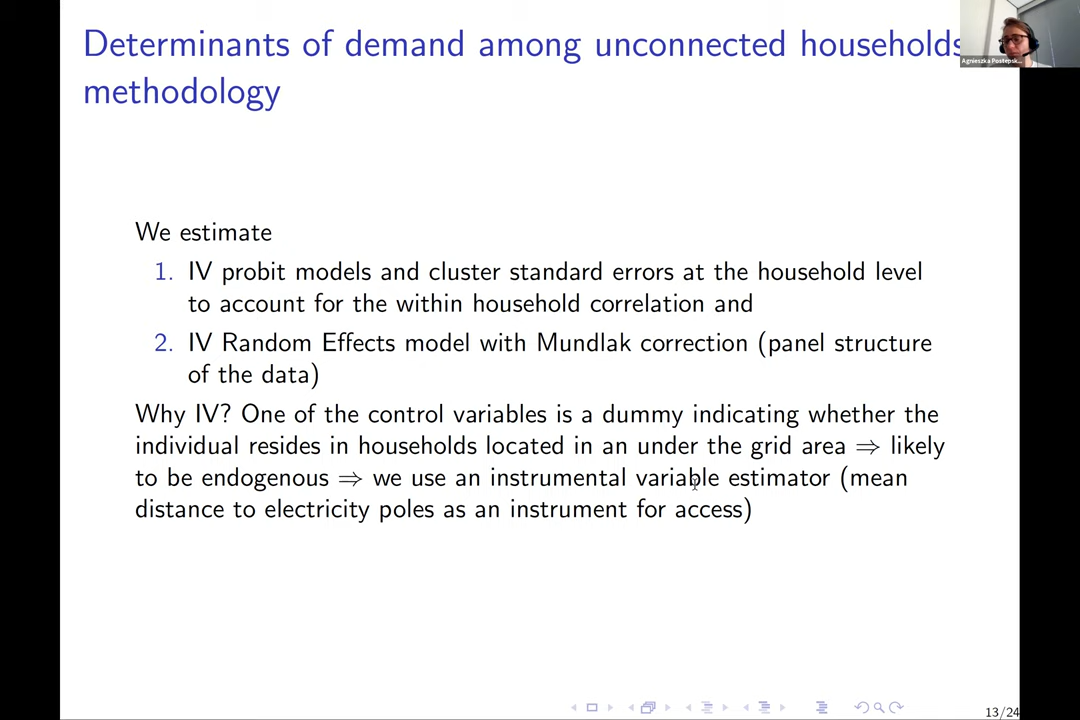 Determinants of demand among unconnected households
methodology
Agnieszka Postepsk...
We estimate
1. IV probit models and cluster standard errors at the household level
to account for the within household correlation and
2. IV Random Effects model with Mundlak correction (panel structure
of the data)
Why IV? One of the control variables is a dummy indicating whether the
individual resides in households located in an under the grid area ⇒ likely
to be endogenous ⇒ we use an instrumental variable estimator (mean
distance to electricity poles as an instrument for access)
13/24